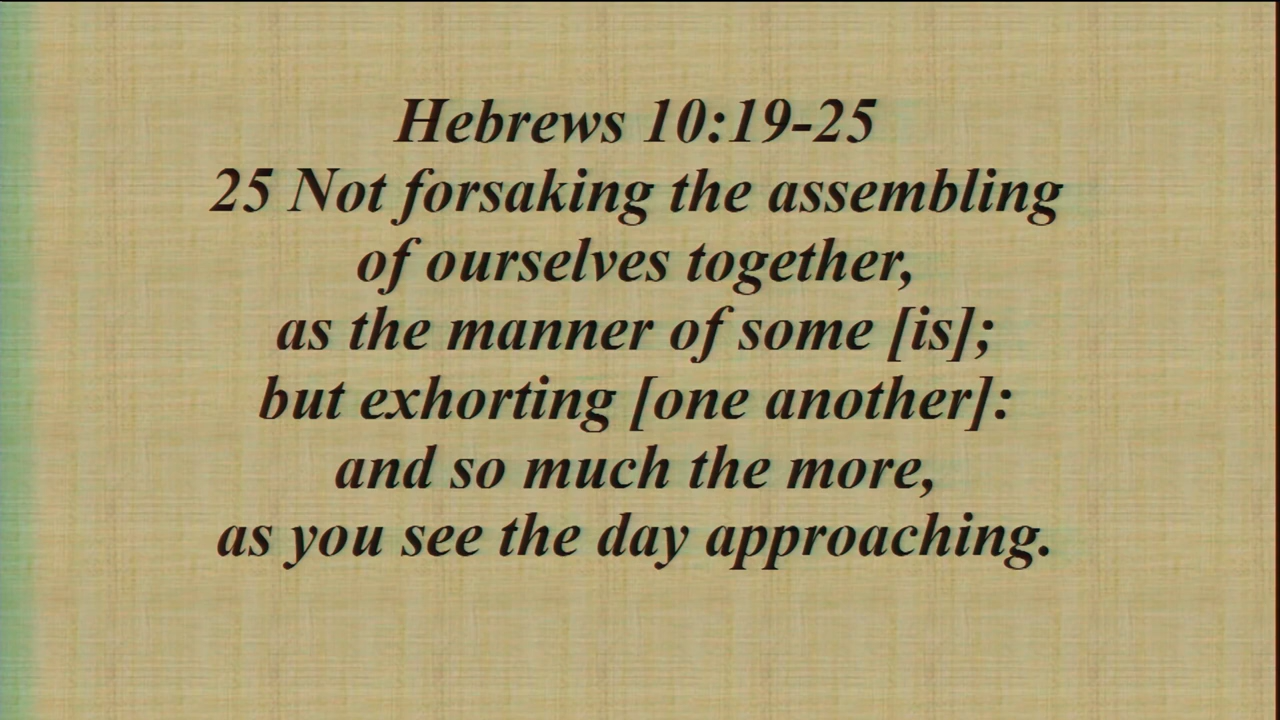 Hebrews 10:19-25
25 Not forsaking the assembling
of ourselves together,
as the manner of some [is];
but exhorting [one another]:
and so much the more,
as you see the day approaching.